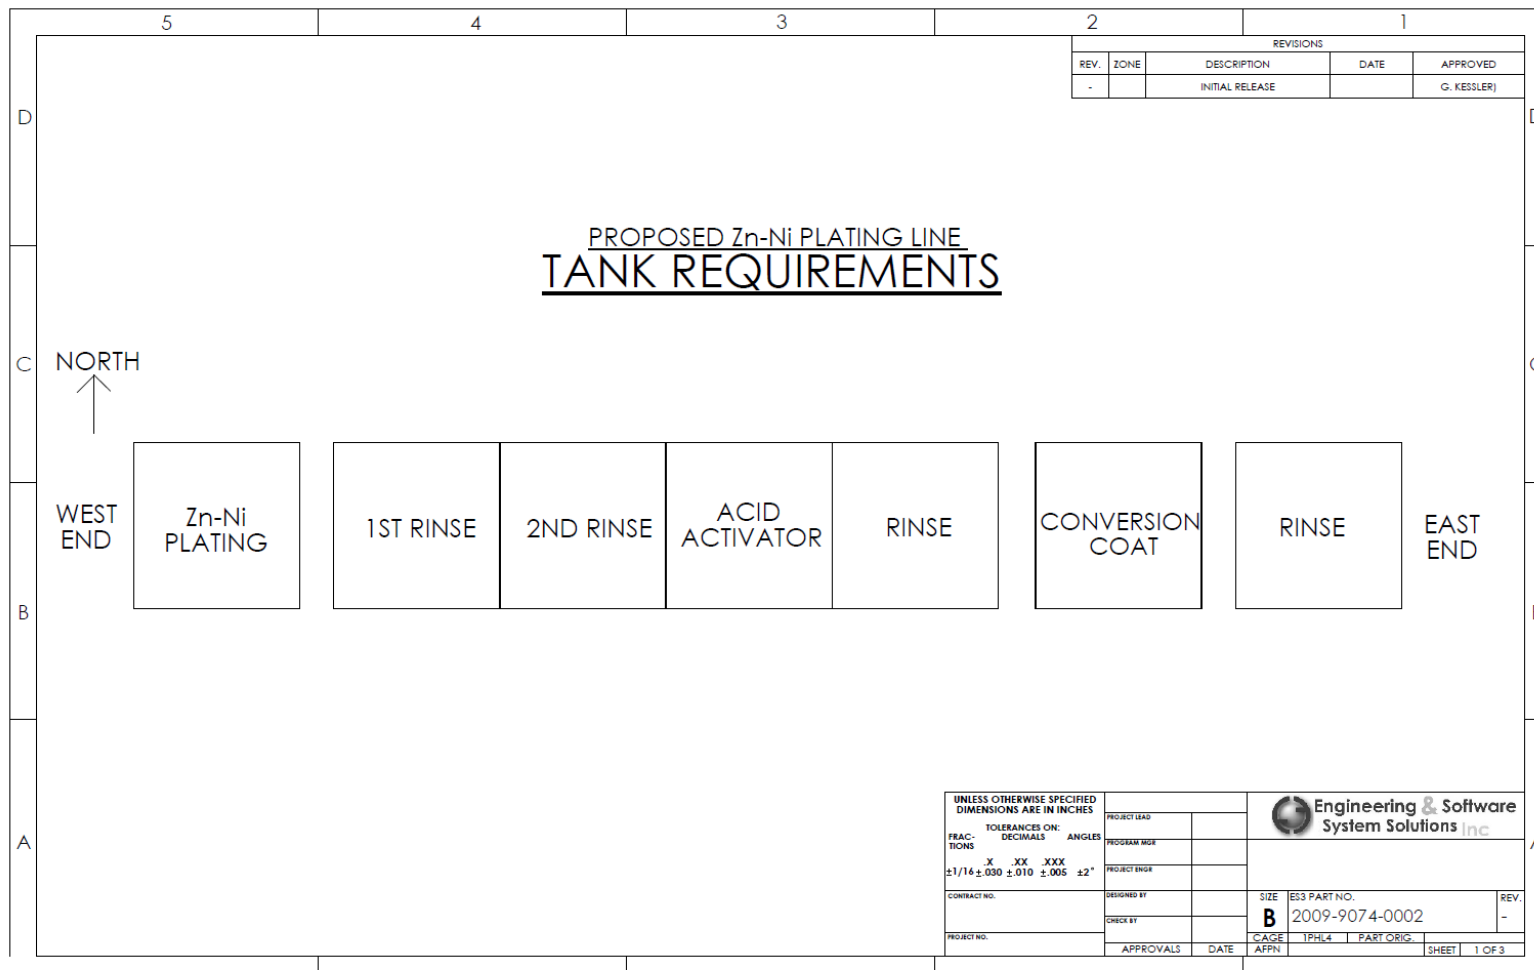 5 4 3 2 1
REVISIONS
REV. ZONE DESCRIPTION DATE APPROVED
- INITIAL RELEASE G. KESSLER)
D
PROPOSED Zn-Ni PLATING LINE
TANK REQUIREMENTS
C
NORTH
WEST
END
Zn-Ni
PLATING
1ST RINSE
2ND RINSE
ACID
ACTIVATOR
RINSE
CONVERSION
COAT
RINSE
EAST
END
B
A
UNLESS OTHERWISE SPECIFIED
DIMENSIONS ARE IN INCHES
TOLERANCES ON:
FRAC- DECIMALS ANGLES
TIONS
.X .XX .XXX
±1/16 ±.030 ±.010 ±.005 ±2°
CONTRACT NO.
PROJECT NO.
PROJECT LEAD
PROGRAM MGR
PROJECT ENGR
DESIGNED BY
CHECK BY
APPROVALS DATE
Engineering & Software
System Solutions Inc
SIZE ES3 PART NO. REV.
B 2009-9074-0002 -
CAGE 1PHL4 PART ORIG.
AFPN SHEET 1 OF 3